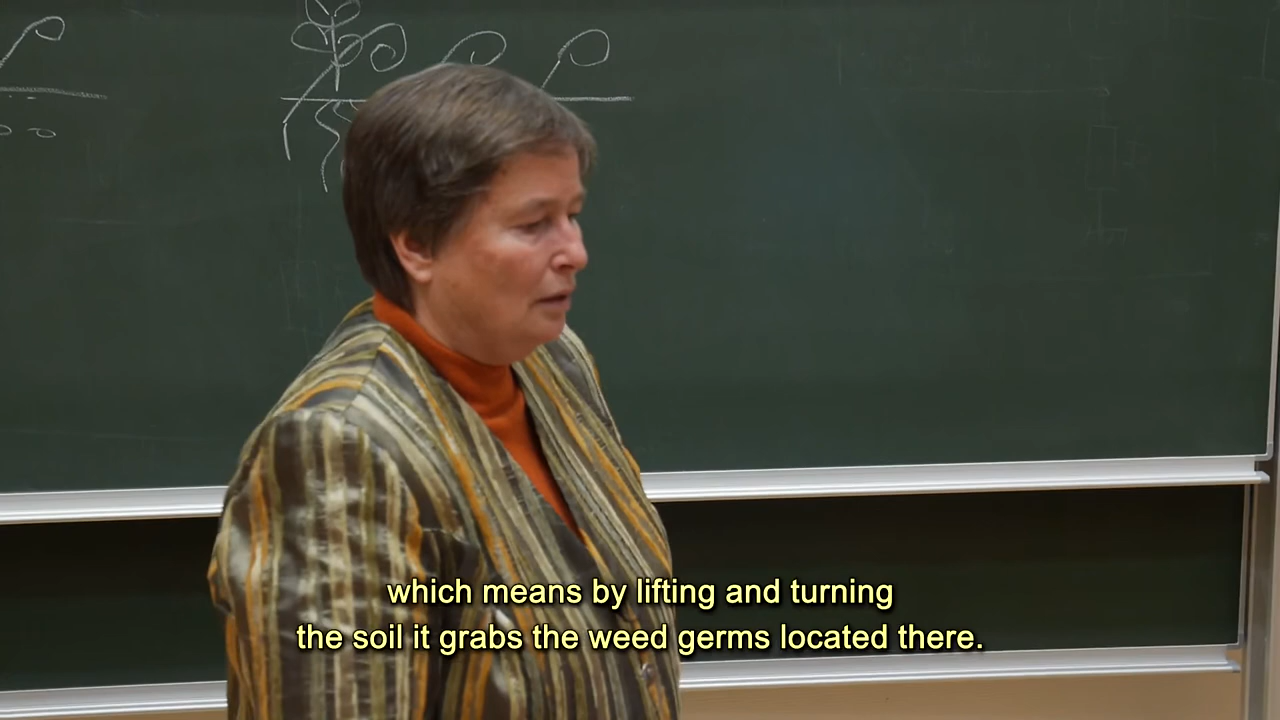 which means by lifting and turning
the soil it grabs the weed germs located there.